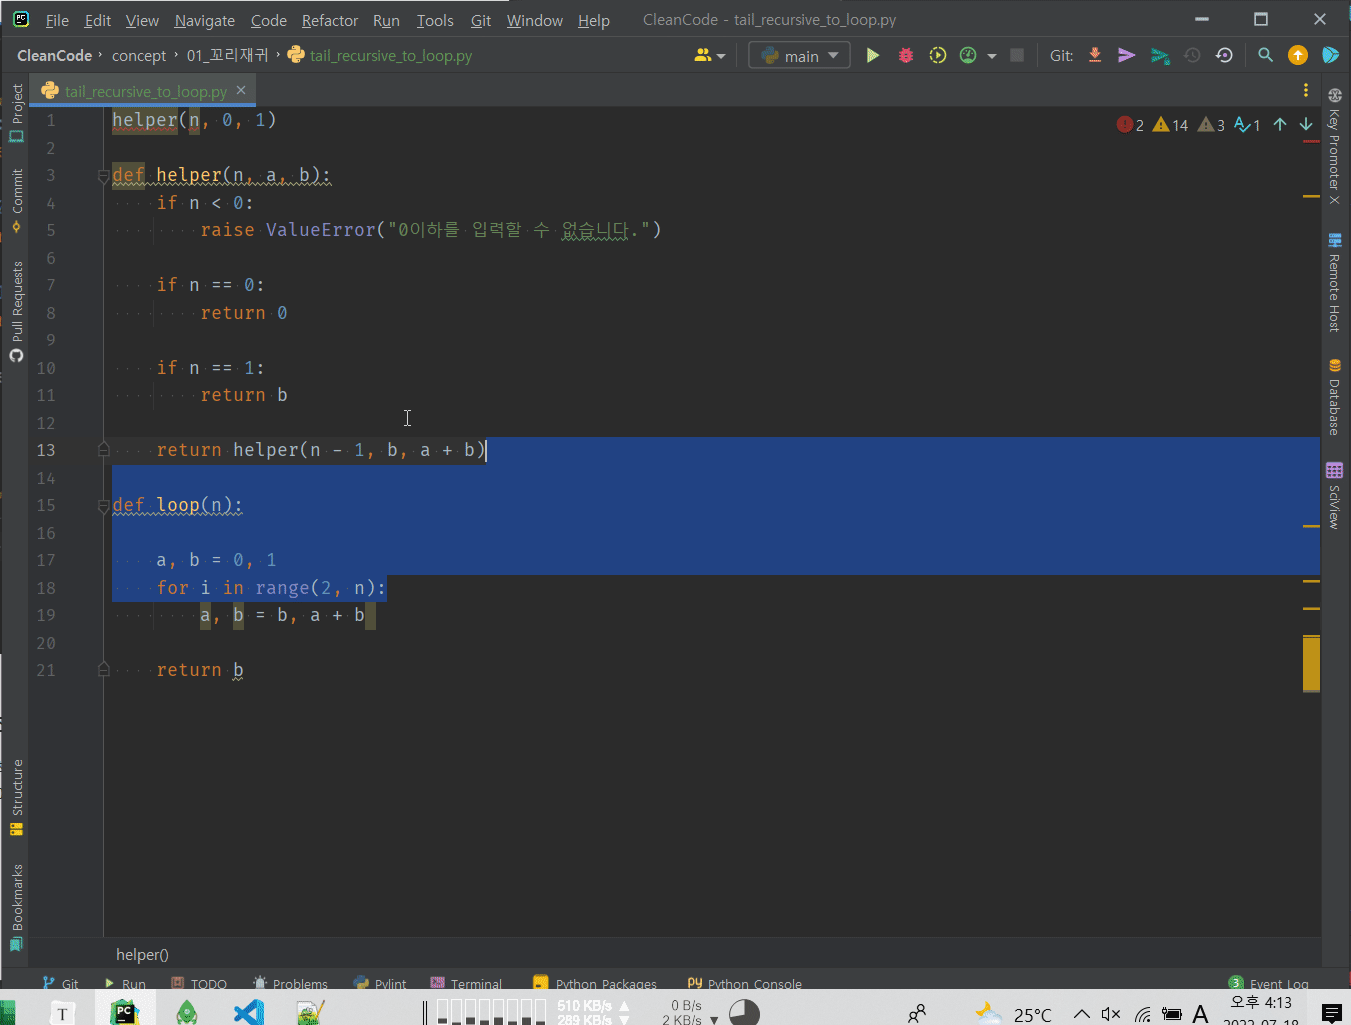 File Edit View Navigate Code Refactor Run Tools Git Window Help CleanCode - tail_recursive_to_loop.py
CleanCode concept 01_꼬리재귀 tail_recursive_to_loop.py main Git:
tail_recursive_to_loop.py
2 14 3 1
1 helper(n, 0, 1)
2
3 def helper(n, a, b):
4 if n < 0:
5 raise ValueError("0이하를 입력할 수 없습니다.")
6
7 if n == 0:
8 return 0
9
10 if n == 1:
11 return b
12
13 return helper(n - 1, b, a + b)
14
15 def loop(n):
16
17 a, b = 0, 1
18 for i in range(2, n):
19 a, b = b, a + b
20
21 return b
Project
Commit
Pull Requests
Structure
Bookmarks
Key Promoter X
Remote Host
Database
SciView
helper()
Git Run TODO Problems Pylint Terminal Python Packages Python Console 3 Event Log
T PC 510 KB/s 0 B/s 25°C A 오후 4:13
289 KB/s 2 KB/s 2022-07-18